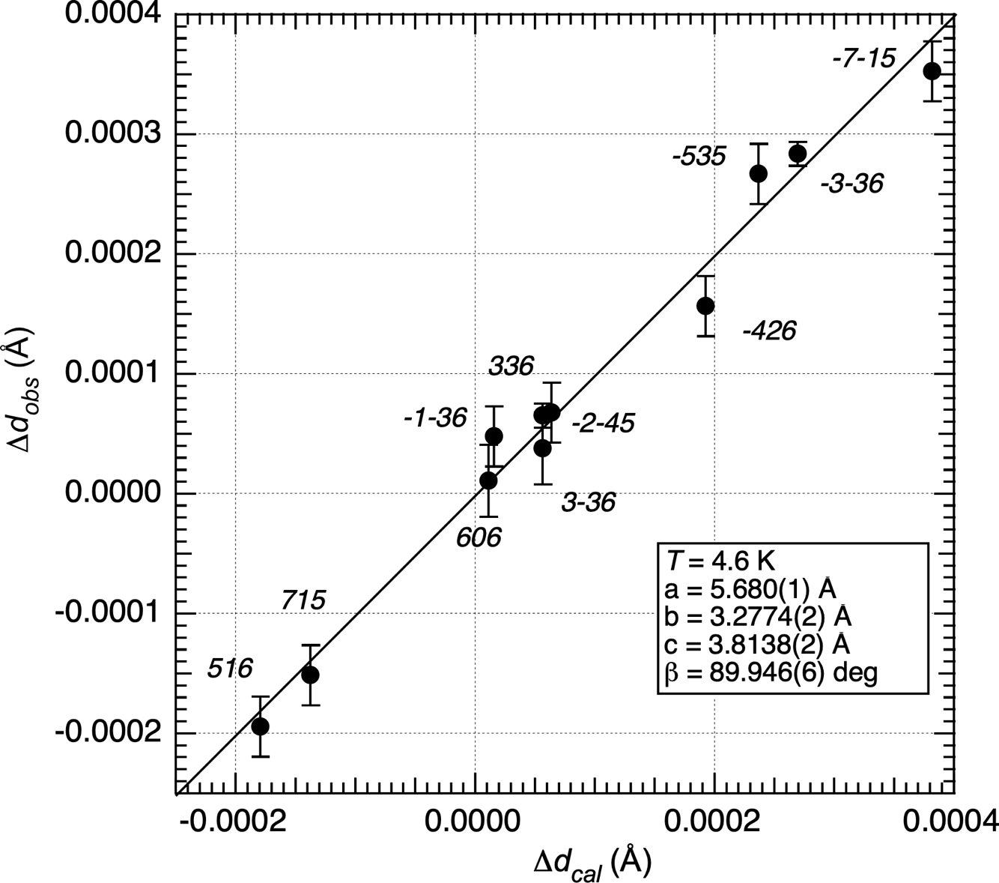 0.0004
0.0003
0.0002
0.0001
0.0000
-0.0001
-0.0002
Δd_obs (Å)
-7-15
-535
-3-36
-426
336
-1-36
-2-45
3-36
606
715
516
T = 4.6 K
a = 5.680(1) Å
b = 3.2774(2) Å
c = 3.8138(2) Å
β = 89.946(6) deg
-0.0002 0.0000 0.0002 0.0004
Δd_cal (Å)